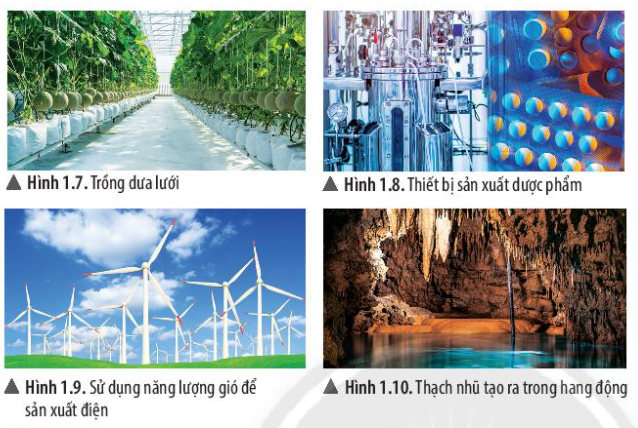 ▲ Hình 1.7. Trồng dưa lưới
▲ Hình 1.8. Thiết bị sản xuất dược phẩm
▲ Hình 1.9. Sử dụng năng lượng gió để
sản xuất điện
▲ Hình 1.10. Thạch nhũ tạo ra trong hang động